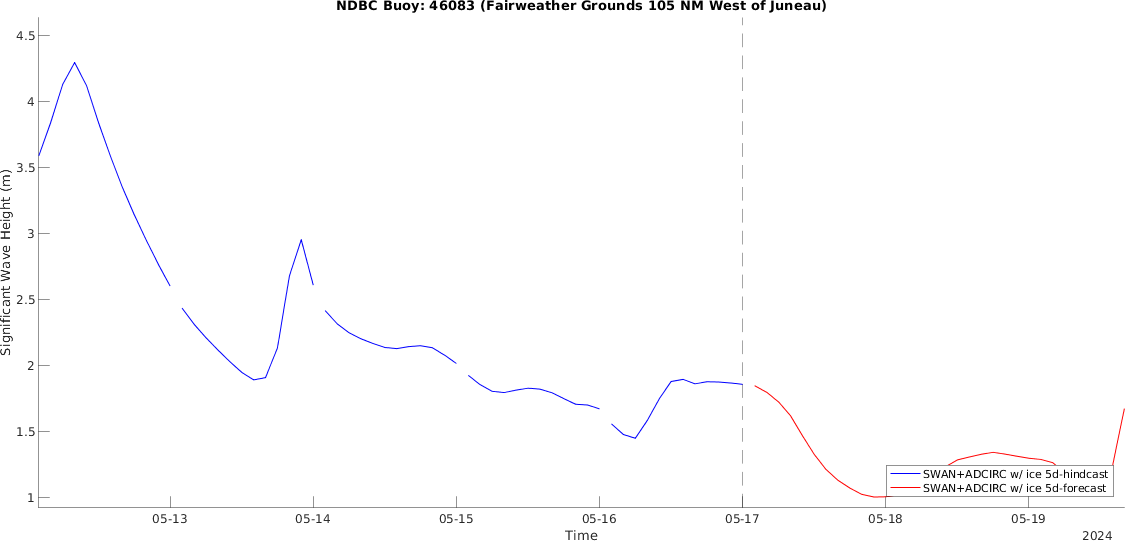 NDBC Buoy: 46083 (Fairweather Grounds 105 NM West of Juneau)
Significant Wave Height (m)
4.5
4
3.5
3
2.5
2
1.5
1
SWAN+ADCIRC w/ ice 5d-hindcast
SWAN+ADCIRC w/ ice 5d-forecast
05-13 05-14 05-15 05-16 05-17 05-18 05-19
Time
2024